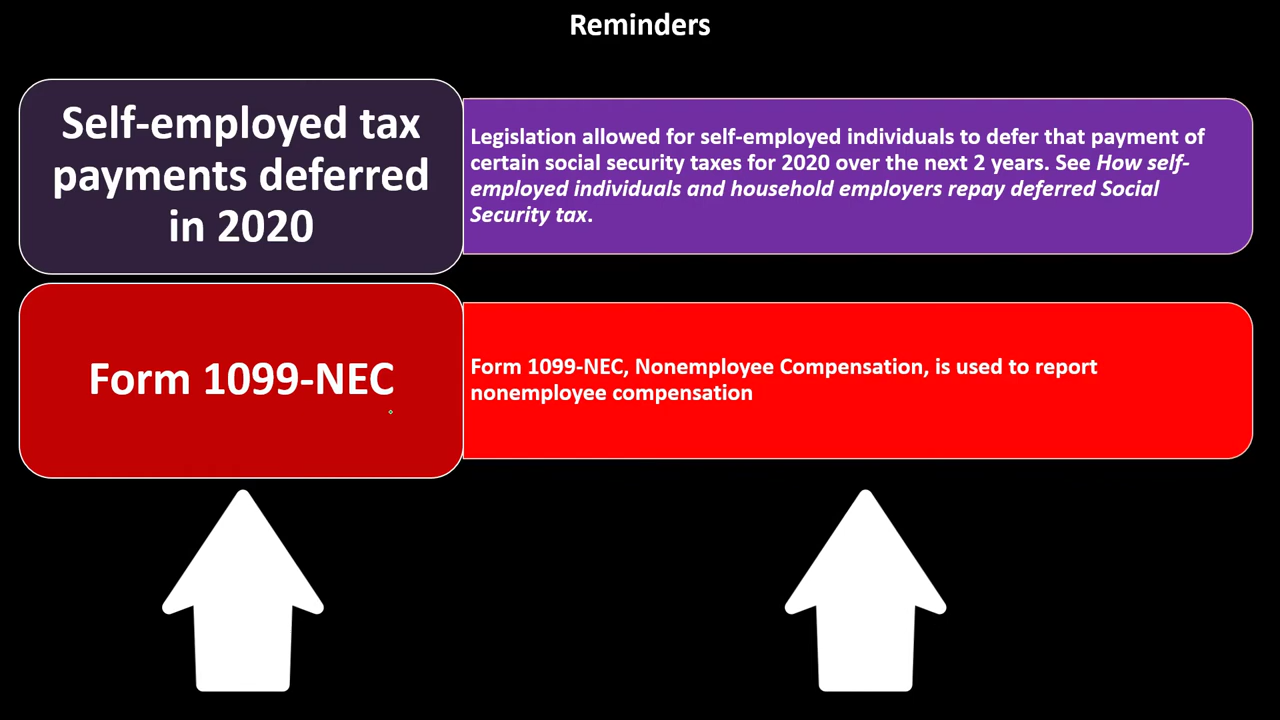 Reminders
Self-employed tax
payments deferred
in 2020
Legislation allowed for self-employed individuals to defer that payment of
certain social security taxes for 2020 over the next 2 years. See How self-
employed individuals and household employers repay deferred Social
Security tax.
Form 1099-NEC
Form 1099-NEC, Nonemployee Compensation, is used to report
nonemployee compensation